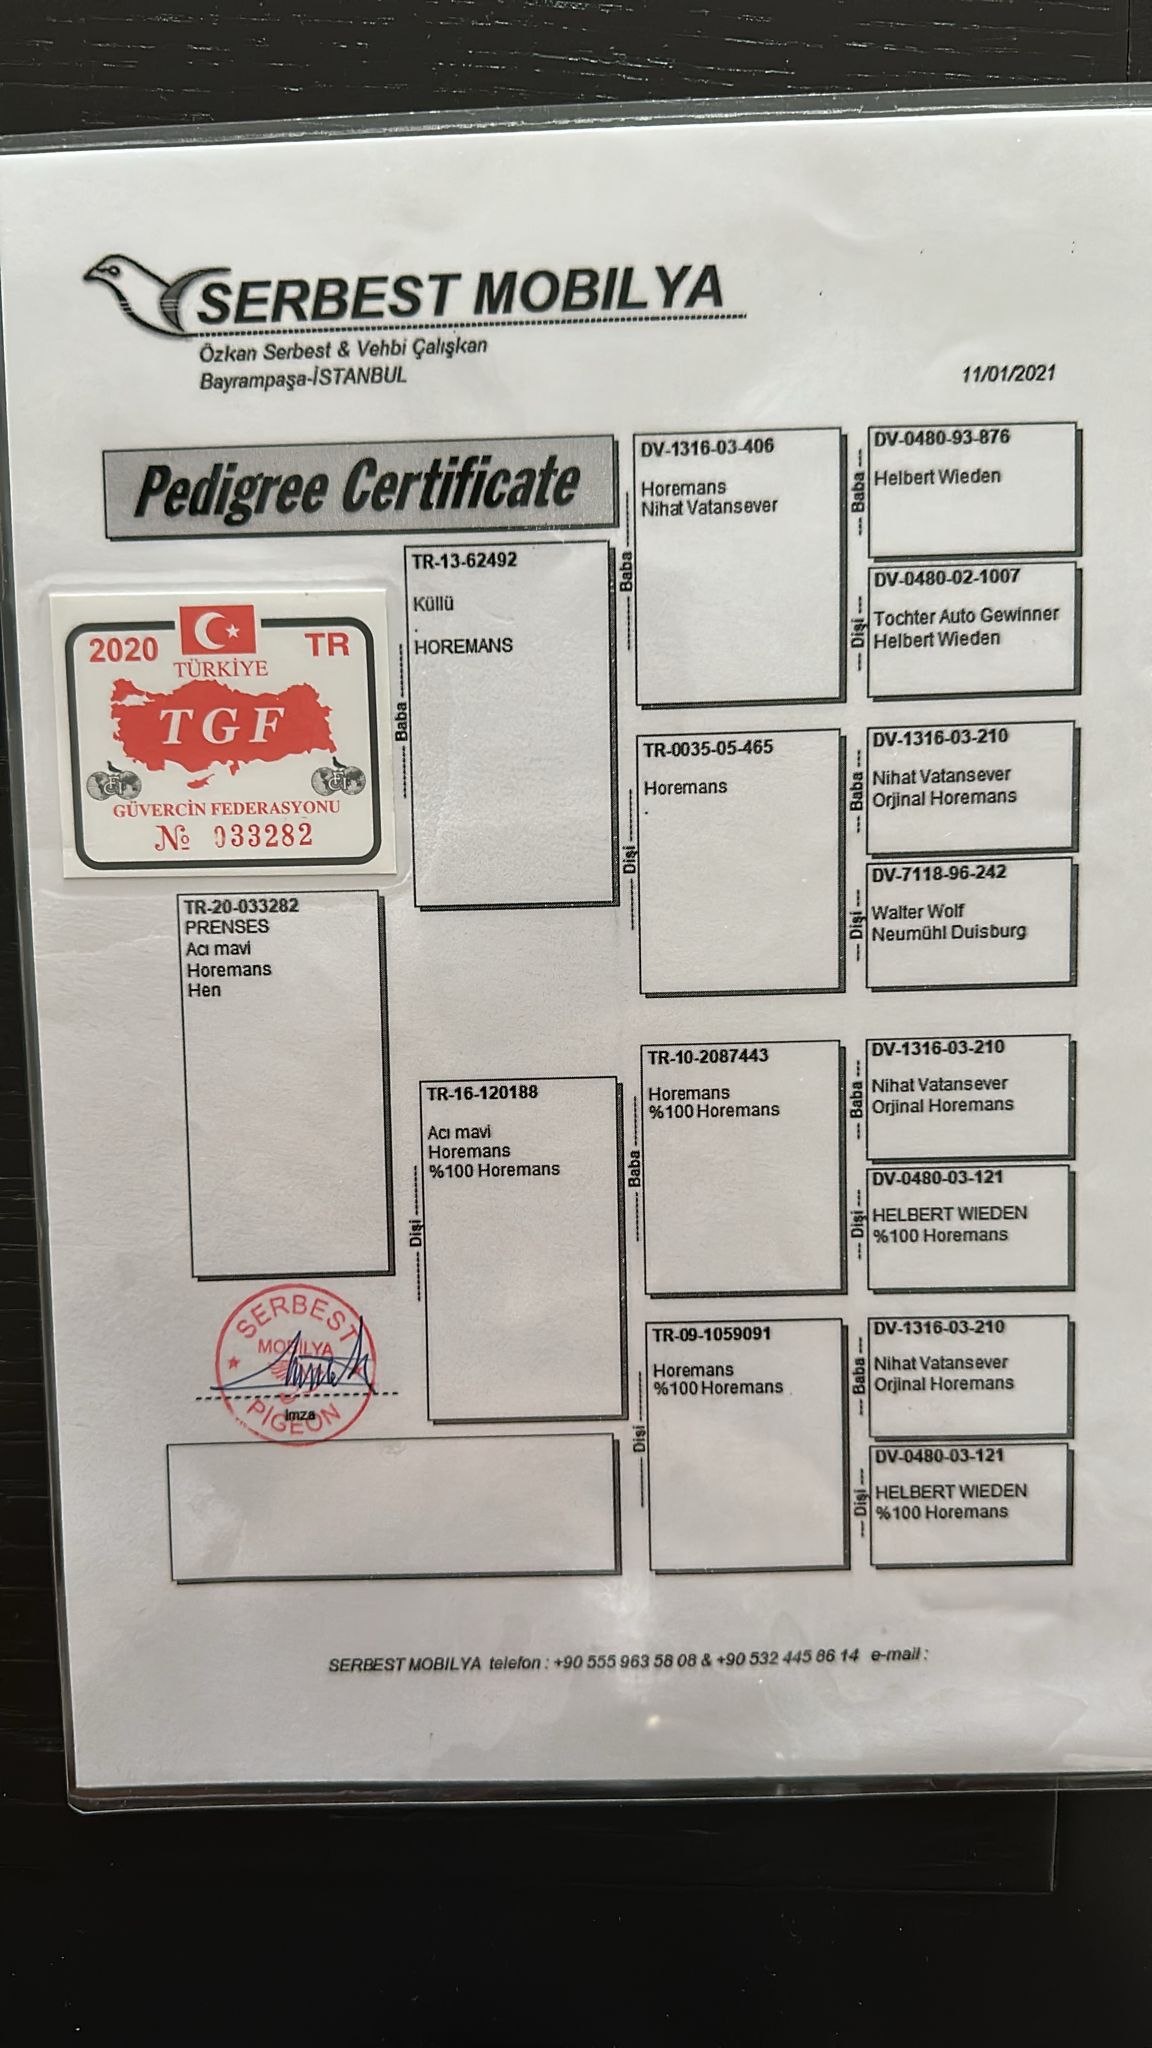 SERBEST MOBILYA
Özkan Serbest & Vehbi Çalışkan
Bayrampaşa-İSTANBUL
11/01/2021
Pedigree Certificate
2020
TR
TÜRKİYE
TGF
GÜVERCİN FEDERASYONU
№ 033282
TR-20-033282
PRENSES
Acı mavi
Horemans
Hen
--- Baba ---
TR-13-62492
Küllü
.
HOREMANS
--- Dişi ---
TR-16-120188
Acı mavi
Horemans
%100 Horemans
--- Baba ---
DV-1316-03-406
Horemans
Nihat Vatansever
--- Dişi ---
TR-0035-05-465
Horemans
.
--- Baba ---
TR-10-2087443
Horemans
%100 Horemans
--- Dişi ---
TR-09-1059091
Horemans
%100 Horemans
--- Baba ---
DV-0480-93-876
Helbert Wieden
--- Dişi ---
DV-0480-02-1007
Tochter Auto Gewinner
Helbert Wieden
--- Baba ---
DV-1316-03-210
Nihat Vatansever
Orjinal Horemans
--- Dişi ---
DV-7118-96-242
Walter Wolf
Neumühl Duisburg
--- Baba ---
DV-1316-03-210
Nihat Vatansever
Orjinal Horemans
--- Dişi ---
DV-0480-03-121
HELBERT WIEDEN
%100 Horemans
--- Baba ---
DV-1316-03-210
Nihat Vatansever
Orjinal Horemans
--- Dişi ---
DV-0480-03-121
HELBERT WIEDEN
%100 Horemans
SERBEST
MOBILYA
PIGEON
Imza
SERBEST MOBILYA telefon : +90 555 963 58 08 & +90 532 445 86 14 e-mail :